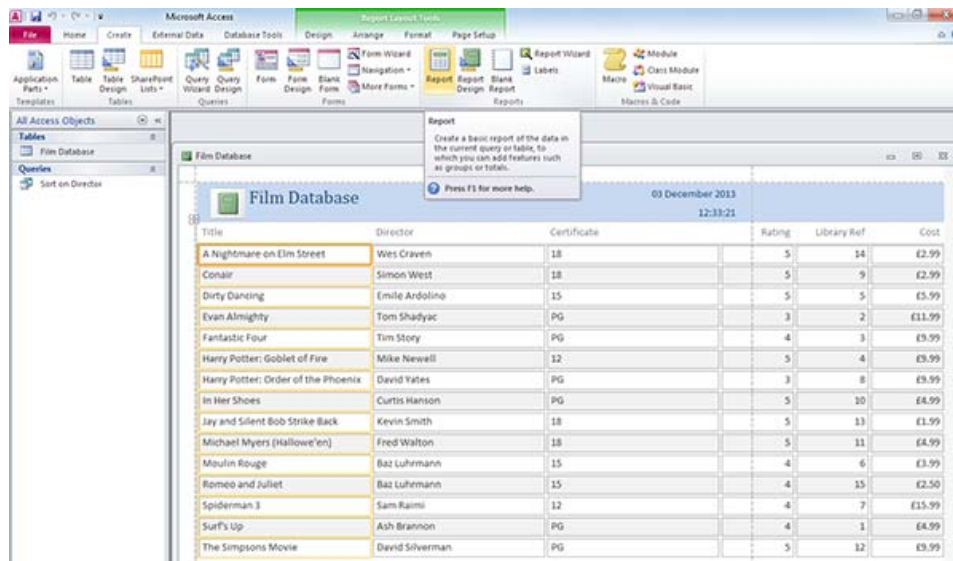 Microsoft Access
Report Layout Tools
File Home Create External Data Database Tools Design Arrange Format Page Setup
Application Parts
Table
Table Design
SharePoint Lists
Query Wizard
Query Design
Form
Form Design
Blank Form
Form Wizard
Navigation
More Forms
Report
Report Design
Blank Report
Report Wizard
Labels
Macro
Module
Class Module
Visual Basic
Templates Tables Queries Forms Reports Macros & Code
All Access Objects
Tables
Film Database
Queries
Sort on Director
Report
Create a basic report of the data in
the current query or table, to
which you can add features such
as groups or totals.
Press F1 for more help.
Film Database
Film Database 03 December 2013
12:33:21
Title Director Certificate Rating Library Ref Cost
A Nightmare on Elm Street Wes Craven 18 5 14 £2.99
Conair Simon West 18 5 9 £2.99
Dirty Dancing Emile Ardolino 15 5 5 £5.99
Evan Almighty Tom Shadyac PG 3 2 £11.99
Fantastic Four Tim Story PG 4 3 £9.99
Harry Potter: Goblet of Fire Mike Newell 12 5 4 £9.99
Harry Potter: Order of the Phoenix David Yates PG 3 8 £9.99
In Her Shoes Curtis Hanson PG 5 10 £4.99
Jay and Silent Bob Strike Back Kevin Smith 18 5 13 £1.99
Michael Myers (Hallowe'en) Fred Walton 18 5 11 £4.99
Moulin Rouge Baz Luhrmann 15 4 6 £3.99
Romeo and Juliet Baz Luhrmann 15 4 15 £2.50
Spiderman 3 Sam Raimi 12 4 7 £15.99
Surf's Up Ash Brannon PG 4 1 £4.99
The Simpsons Movie David Silverman PG 5 12 £9.99